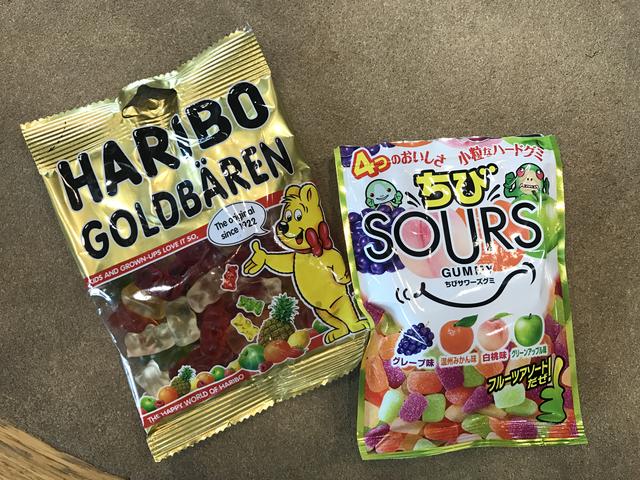 HARIBO
GOLDBÄREN
The original
since 1922
KIDS AND GROWN-UPS LOVE IT SO,
THE HAPPY WORLD OF HARIBO
4つのおいしさ 小粒なハードグミ
ちび
SOURS
GUMMY
ちびサワーズグミ
グレープ味
温州みかん味
白桃味
グリーンアップル味
フルーツアソート
だぜ!